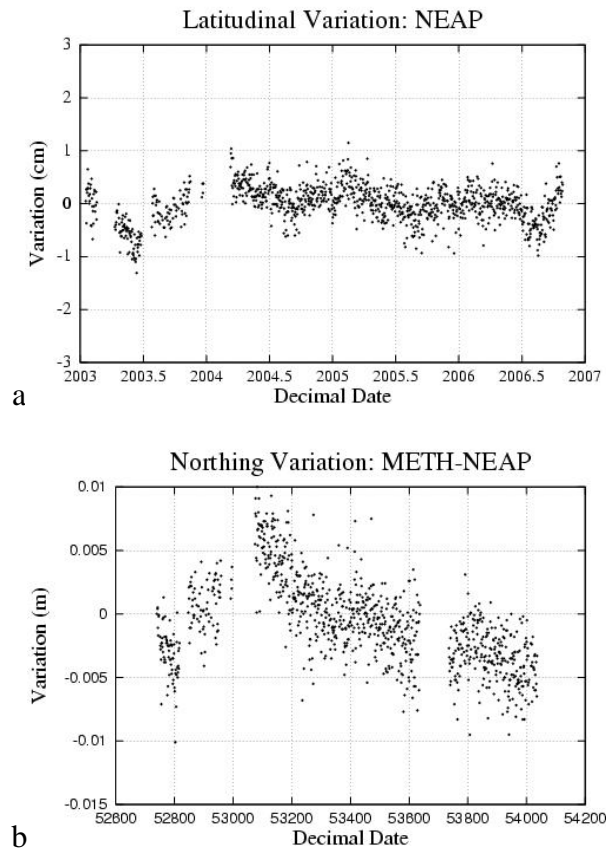 Latitudinal Variation: NEAP
3
2
1
0
-1
-2
-3
Variation (cm)
2003 2003.5 2004 2004.5 2005 2005.5 2006 2006.5 2007
Decimal Date
a
Northing Variation: METH-NEAP
0.01
0.005
0
-0.005
-0.01
-0.015
Variation (m)
52600 52800 53000 53200 53400 53600 53800 54000 54200
Decimal Date
b